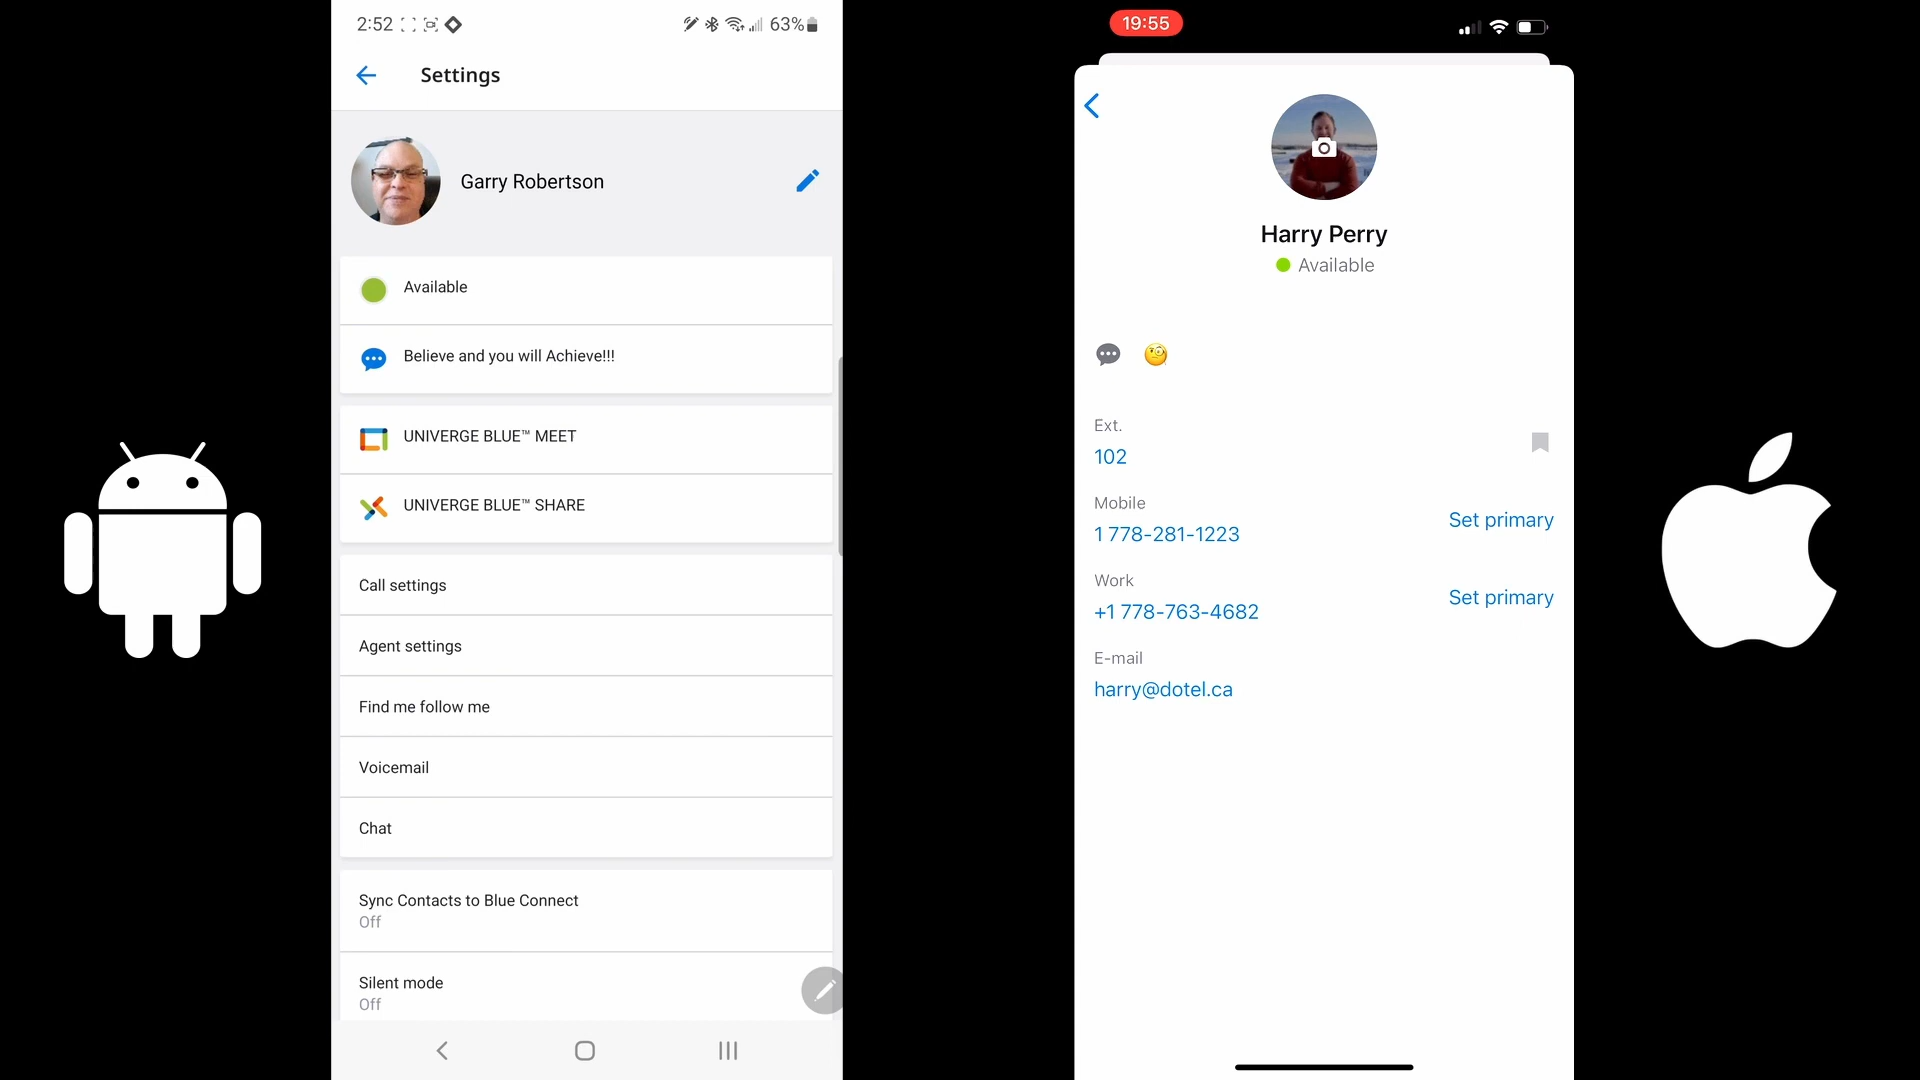 2:52
63%
Settings
Garry Robertson
Available
Believe and you will Achieve!!!
UNIVERGE BLUE™ MEET
UNIVERGE BLUE™ SHARE
Call settings
Agent settings
Find me follow me
Voicemail
Chat
Sync Contacts to Blue Connect
Off
Silent mode
Off
19:55
Harry Perry
Available
Ext.
102
Mobile
1 778-281-1223
Set primary
Work
+1 778-763-4682
Set primary
E-mail
harry@dotel.ca